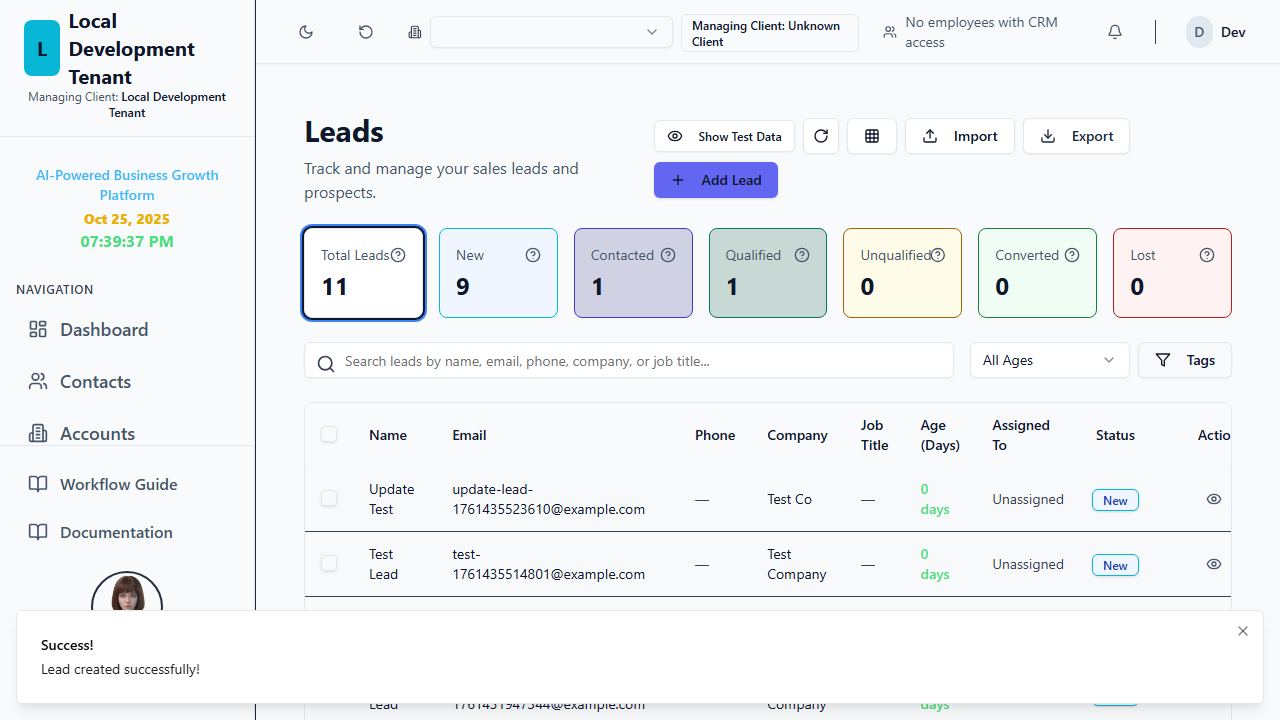 L
Local
Development
Tenant
Managing Client: Local Development
Tenant
AI-Powered Business Growth
Platform
Oct 25, 2025
07:39:37 PM
NAVIGATION
Dashboard
Contacts
Accounts
Workflow Guide
Documentation
Managing Client: Unknown
Client
No employees with CRM
access
D
Dev
Leads
Track and manage your sales leads and
prospects.
Show Test Data
Import
Export
Add Lead
Total Leads
11
New
9
Contacted
1
Qualified
1
Unqualified
0
Converted
0
Lost
0
Search leads by name, email, phone, company, or job title...
All Ages
Tags
Name
Email
Phone
Company
Job
Title
Age
(Days)
Assigned
To
Status
Actio
Update
Test
update-lead-
1761435523610@example.com
—
Test Co
—
0
days
Unassigned
New
Test
Lead
test-
1761435514801@example.com
—
Test
Company
—
0
days
Unassigned
New
Lead
1761431947344@example.com
Company
days
Success!
Lead created successfully!